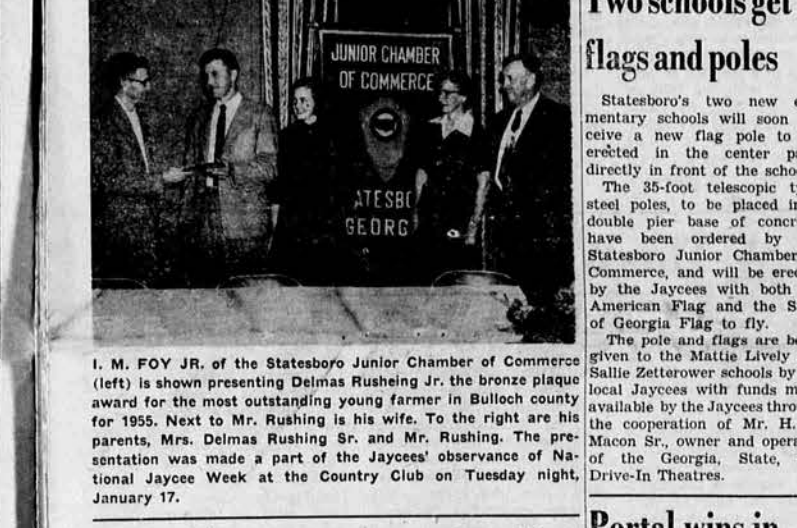 JUNIOR CHAMBER
OF COMMERCE
ATESBO
GEORG
I. M. FOY JR. of the Statesboro Junior Chamber of Commerce
(left) is shown presenting Delmas Rusheing Jr. the bronze plaque
award for the most outstanding young farmer in Bulloch county
for 1955. Next to Mr. Rushing is his wife. To the right are his
parents, Mrs. Delmas Rushing Sr. and Mr. Rushing. The pre-
sentation was made a part of the Jaycees' observance of Na-
tional Jaycee Week at the Country Club on Tuesday night,
January 17.
Two schools get
flags and poles
Statesboro's two new e
mentary schools will soon
ceive a new flag pole to
erected in the center p
directly in front of the scho
The 35-foot telescopic t
steel poles, to be placed in
double pier base of concr
have been ordered by
Statesboro Junior Chamber
Commerce, and will be erec
by the Jaycees with both
American Flag and the S
of Georgia Flag to fly.
The pole and flags are be
given to the Mattie Lively
Sallie Zetterower schools by
local Jaycees with funds m
available by the Jaycees thro
the cooperation of Mr. H.
Macon Sr., owner and opera
of the Georgia, State,
Drive-In Theatres.
Portal wins in